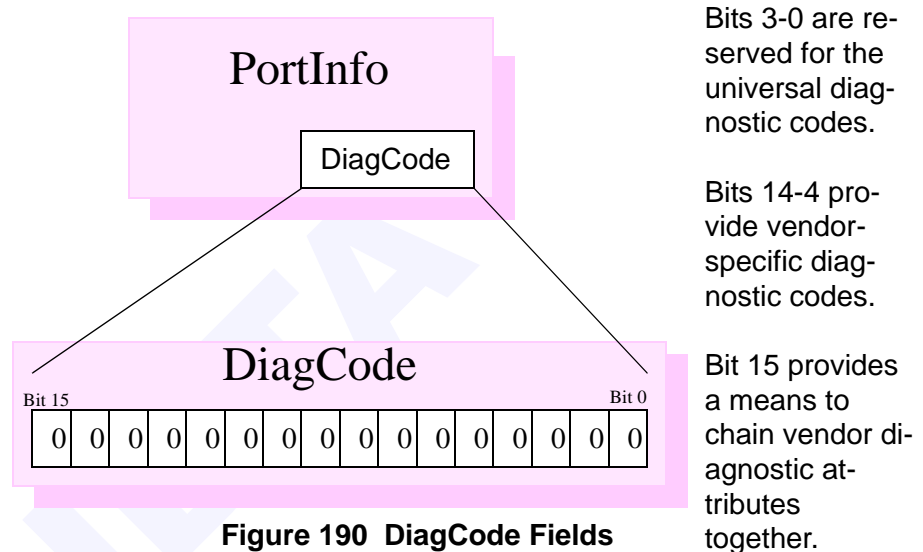 PortInfo
DiagCode
DiagCode
Bit 15
Bit 0
0 0 0 0 0 0 0 0 0 0 0 0 0 0 0 0
Figure 190 DiagCode Fields
Bits 3-0 are re-
served for the
universal diag-
nostic codes.
Bits 14-4 pro-
vide vendor-
specific diag-
nostic codes.
Bit 15 provides
a means to
chain vendor di-
agnostic at-
tributes
together.